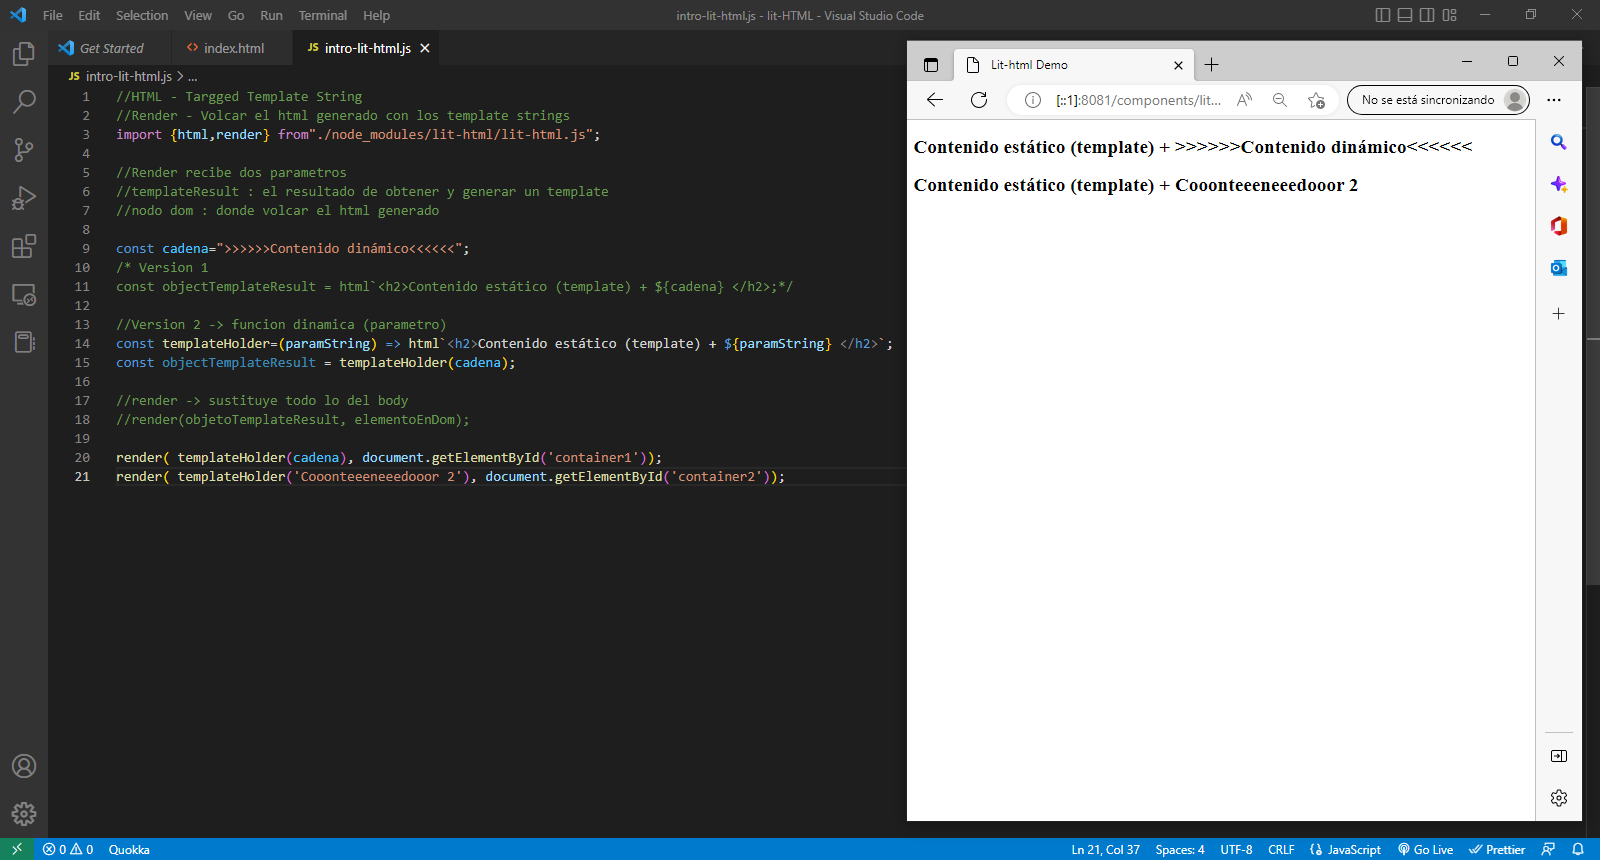 File Edit Selection View Go Run Terminal Help
intro-lit-html.js - lit-HTML - Visual Studio Code
Get Started
<> index.html
JS intro-lit-html.js
JS intro-lit-html.js > ...
1 //HTML - Targged Template String
2 //Render - Volcar el html generado con los template strings
3 import {html,render} from"./node_modules/lit-html/lit-html.js";
4
5 //Render recibe dos parametros
6 //templateResult : el resultado de obtener y generar un template
7 //nodo dom : donde volcar el html generado
8
9 const cadena=">>>>>>Contenido dinámico<<<<<<";
10 /* Version 1
11 const objectTemplateResult = html`<h2>Contenido estático (template) + ${cadena} </h2>;*/
12
13 //Version 2 -> funcion dinamica (parametro)
14 const templateHolder=(paramString) => html`<h2>Contenido estático (template) + ${paramString} </h2>`;
15 const objectTemplateResult = templateHolder(cadena);
16
17 //render -> sustituye todo lo del body
18 //render(objetoTemplateResult, elementoEnDom);
19
20 render( templateHolder(cadena), document.getElementById('container1'));
21 render( templateHolder('Cooonteeeneeedooor 2'), document.getElementById('container2'));
Lit-html Demo
[::1]:8081/components/lit...
No se está sincronizando
Contenido estático (template) + >>>>>>Contenido dinámico<<<<<<
Contenido estático (template) + Cooonteeeneeedooor 2
0 0 Quokka
Ln 21, Col 37 Spaces: 4 UTF-8 CRLF JavaScript Go Live Prettier